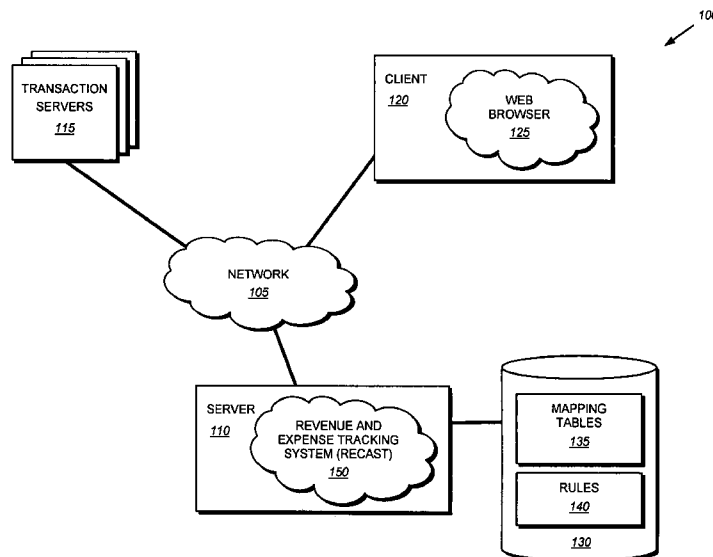 100
TRANSACTION
SERVERS
115
CLIENT
120
WEB
BROWSER
125
NETWORK
105
SERVER
110
REVENUE AND
EXPENSE TRACKING
SYSTEM (RECAST)
150
MAPPING
TABLES
135
RULES
140
130